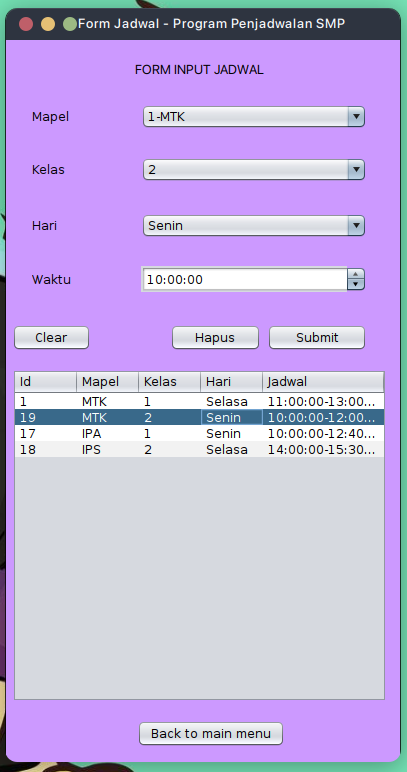 Form Jadwal - Program Penjadwalan SMP
FORM INPUT JADWAL
Mapel 1-MTK
Kelas 2
Hari Senin
Waktu 10:00:00
Clear Hapus Submit
Id Mapel Kelas Hari Jadwal
1 MTK 1 Selasa 11:00:00-13:00...
19 MTK 2 Senin 10:00:00-12:00...
17 IPA 1 Senin 10:00:00-12:40...
18 IPS 2 Selasa 14:00:00-15:30...
Back to main menu